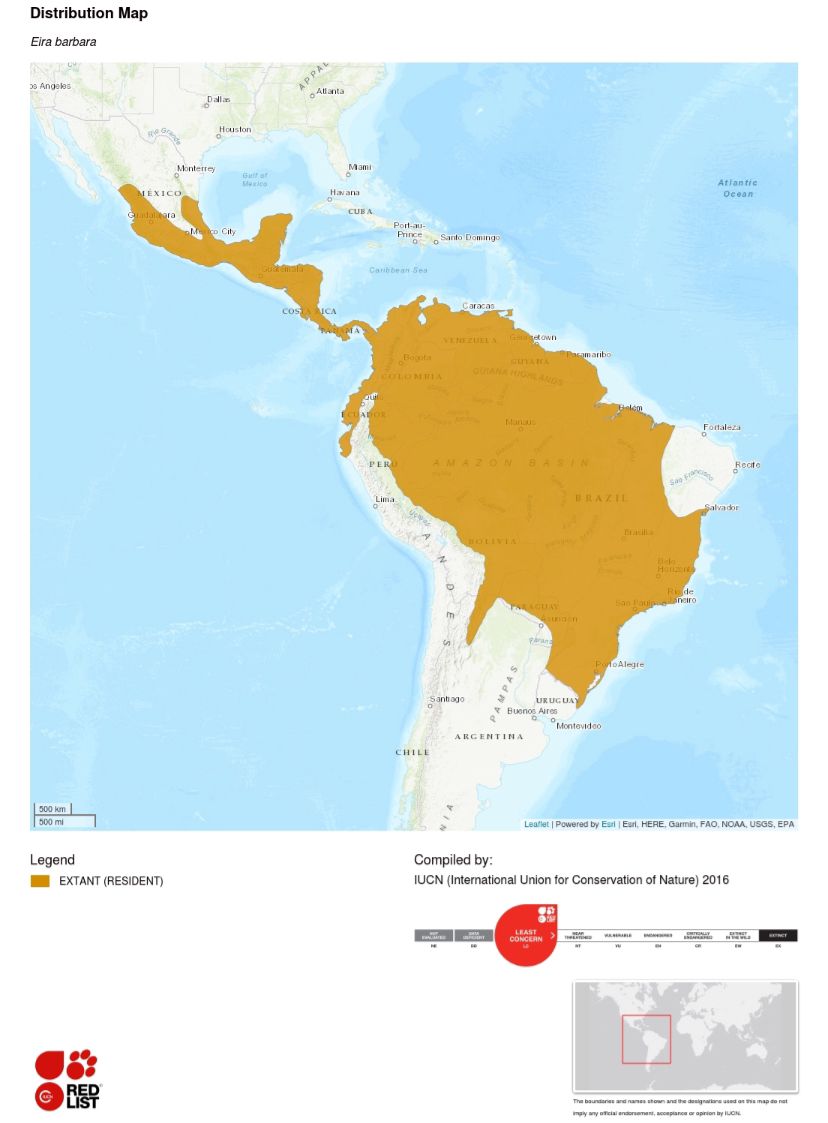 Distribution Map
Eira barbara
os Angeles
Dallas
APPAL
Atlanta
Houston
Rio Grande
Monterrey
Gulf of
Mexico
Miami
Havana
CUBA
Atlantic
Ocean
MÉXICO
Guadalajara
Mexico City
Port-au-
Prince
Santo Domingo
Guatemala
Caribbean Sea
COSTA RICA
PANAMA
Caracas
VENEZUELA
Georgetown
Paramaribo
Bogota
COLOMBIA
GUYANA
GUIANA HIGHLANDS
Quito
ECUADOR
Belém
Manaus
Fortaleza
PERÚ
AMAZON BASIN
Recife
São Francisco
Lima
Ucayali
BRAZIL
Salvador
BOLIVIA
Brasília
ANDES
Belo
Horizonte
Rio de
Janeiro
São Paulo
PARAGUAY
Asunción
Paraná
Porto Alegre
PAMPAS
Santiago
URUGUAY
Buenos Aires
Montevideo
ARGENTINA
CHILE
NIA
500 km
500 mi
Leaflet | Powered by Esri | Esri, HERE, Garmin, FAO, NOAA, USGS, EPA
Legend
EXTANT (RESIDENT)
Compiled by:
IUCN (International Union for Conservation of Nature) 2016
NOT EVALUATED
NE
DATA DEFICIENT
DD
LEAST CONCERN
LC
NEAR THREATENED
NT
VULNERABLE
VU
ENDANGERED
EN
CRITICALLY ENDANGERED
CR
EXTINCT IN THE WILD
EW
EXTINCT
EX
IUCN
RED
LIST
The boundaries and names shown and the designations used on this map do not
imply any official endorsement, acceptance or opinion by IUCN.